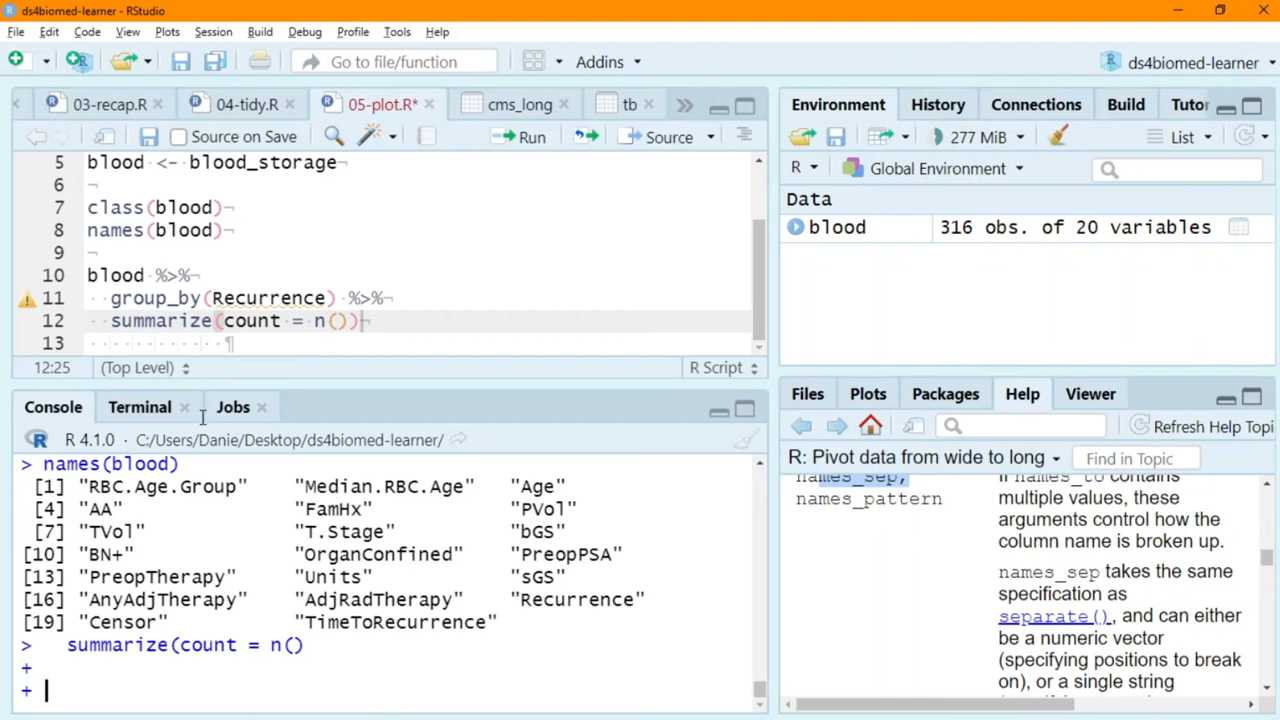 ds4biomed-learner - RStudio
File Edit Code View Plots Session Build Debug Profile Tools Help
Go to file/function Addins ds4biomed-learner
03-recap.R 04-tidy.R 05-plot.R* cms_long tb
Source on Save Run Source
5 blood <- blood_storage¬
6 ¬
7 class(blood)¬
8 names(blood)¬
9 ¬
10 blood %>%¬
11 group_by(Recurrence) %>%¬
12 summarize(count = n())¬
13 ¶
12:25 (Top Level) R Script
Console Terminal Jobs
R 4.1.0 · C:/Users/Danie/Desktop/ds4biomed-learner/
> names(blood)
[1] "RBC.Age.Group" "Median.RBC.Age" "Age"
[4] "AA" "FamHx" "PVol"
[7] "TVol" "T.Stage" "bGS"
[10] "BN+" "OrganConfined" "PreopPSA"
[13] "PreopTherapy" "Units" "sGS"
[16] "AnyAdjTherapy" "AdjRadTherapy" "Recurrence"
[19] "Censor" "TimeToRecurrence"
> summarize(count = n()
+
+
Environment History Connections Build Tutor
277 MiB List
R Global Environment
Data
blood 316 obs. of 20 variables
Files Plots Packages Help Viewer
Refresh Help Topi
R: Pivot data from wide to long Find in Topic
names_sep,
names_pattern
If names_to contains
multiple values, these
arguments control how the
column name is broken up.
names_sep takes the same
specification as
separate(), and can either
be a numeric vector
(specifying positions to break
on), or a single string